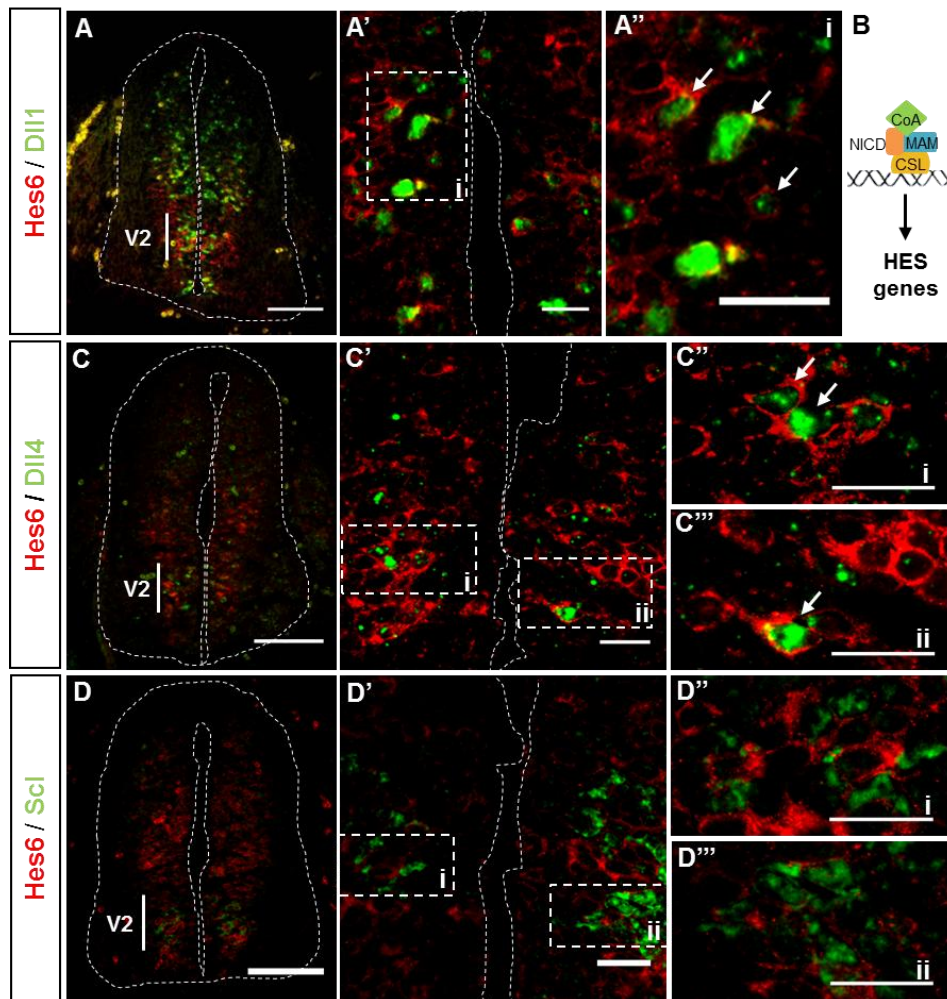 Hes6 / Dll1
A
V2
A'
i
A"
i
B
CoA
NICD
MAM
CSL
HES
genes
Hes6 / Dll4
C
V2
C'
i
ii
C"
i
C"'
ii
Hes6 / Scl
D
V2
D'
i
ii
D"
i
D"'
ii